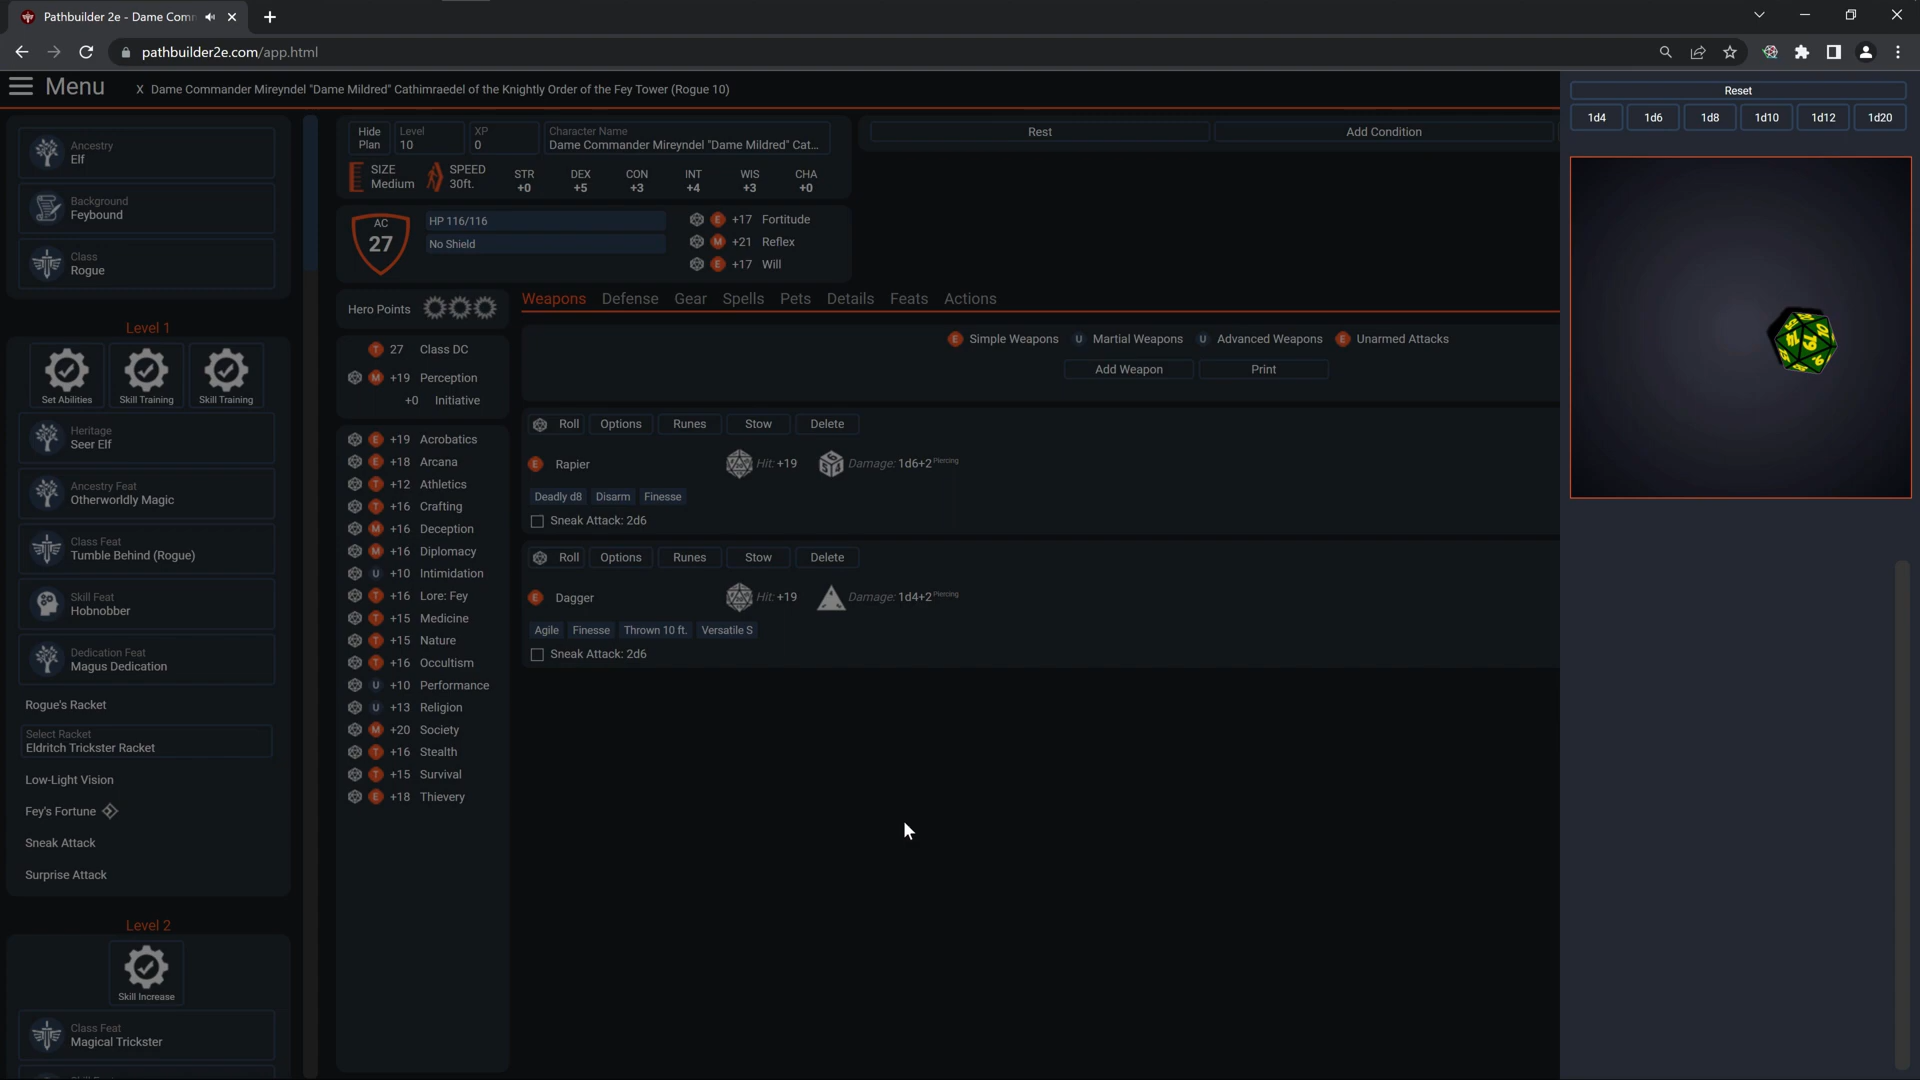 Pathbuilder 2e - Dame Comm
pathbuilder2e.com/app.html
Menu
X Dame Commander Mireyndel "Dame Mildred" Cathimraedel of the Knightly Order of the Fey Tower (Rogue 10)
Reset
1d4 1d6 1d8 1d10 1d12 1d20
Ancestry
Elf
Background
Feybound
Class
Rogue
Level 1
Set Abilities Skill Training Skill Training
Heritage
Seer Elf
Ancestry Feat
Otherworldly Magic
Class Feat
Tumble Behind (Rogue)
Skill Feat
Hobnobber
Dedication Feat
Magus Dedication
Rogue's Racket
Select Racket
Eldritch Trickster Racket
Low-Light Vision
Fey's Fortune
Sneak Attack
Surprise Attack
Level 2
Skill Increase
Class Feat
Magical Trickster
Hide Plan
Level
10
XP
0
Character Name
Dame Commander Mireyndel "Dame Mildred" Cat...
Rest
Add Condition
SIZE
Medium
SPEED
30ft.
STR DEX CON INT WIS CHA
+0 +5 +3 +4 +3 +0
AC
27
HP 116/116
No Shield
E +17 Fortitude
M +21 Reflex
E +17 Will
Hero Points
Weapons Defense Gear Spells Pets Details Feats Actions
T 27 Class DC
M +19 Perception
+0 Initiative
E +19 Acrobatics
E +18 Arcana
T +12 Athletics
T +16 Crafting
M +16 Deception
M +16 Diplomacy
U +10 Intimidation
T +16 Lore: Fey
T +15 Medicine
T +15 Nature
T +16 Occultism
U +10 Performance
U +13 Religion
M +20 Society
T +16 Stealth
T +15 Survival
E +18 Thievery
E Simple Weapons U Martial Weapons U Advanced Weapons E Unarmed Attacks
Add Weapon Print
Roll Options Runes Stow Delete
E Rapier Hit: +19 Damage: 1d6+2 Piercing
Deadly d8 Disarm Finesse
Sneak Attack: 2d6
Roll Options Runes Stow Delete
E Dagger Hit: +19 Damage: 1d4+2 Piercing
Agile Finesse Thrown 10 ft. Versatile S
Sneak Attack: 2d6
19